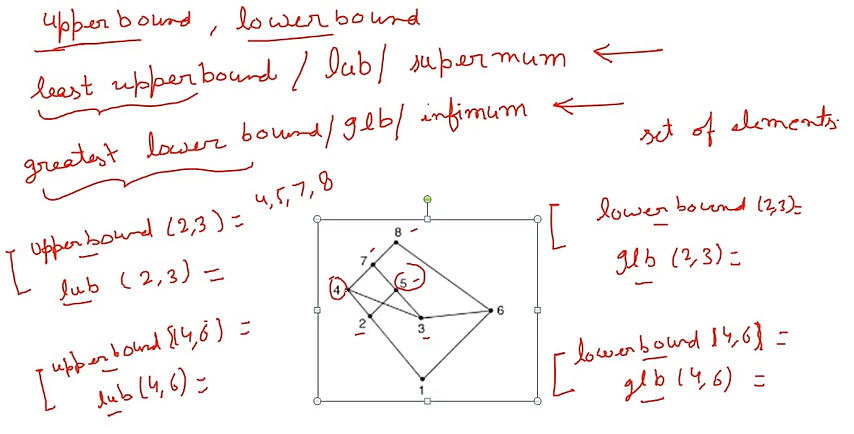 upperbound, lowerbound
least upperbound / lub / supermum
greatest lower bound / glb / infimum
set of elements.
upperbound (2,3) = 4,5,7,8
lub (2,3) =
lowerbound (2,3)=
glb (2,3) =
8
7
4
5
6
2
3
1
upperbound {(4,6) =
lub (4,6) =
lowerbound {4,6} =
glb (4,6) =